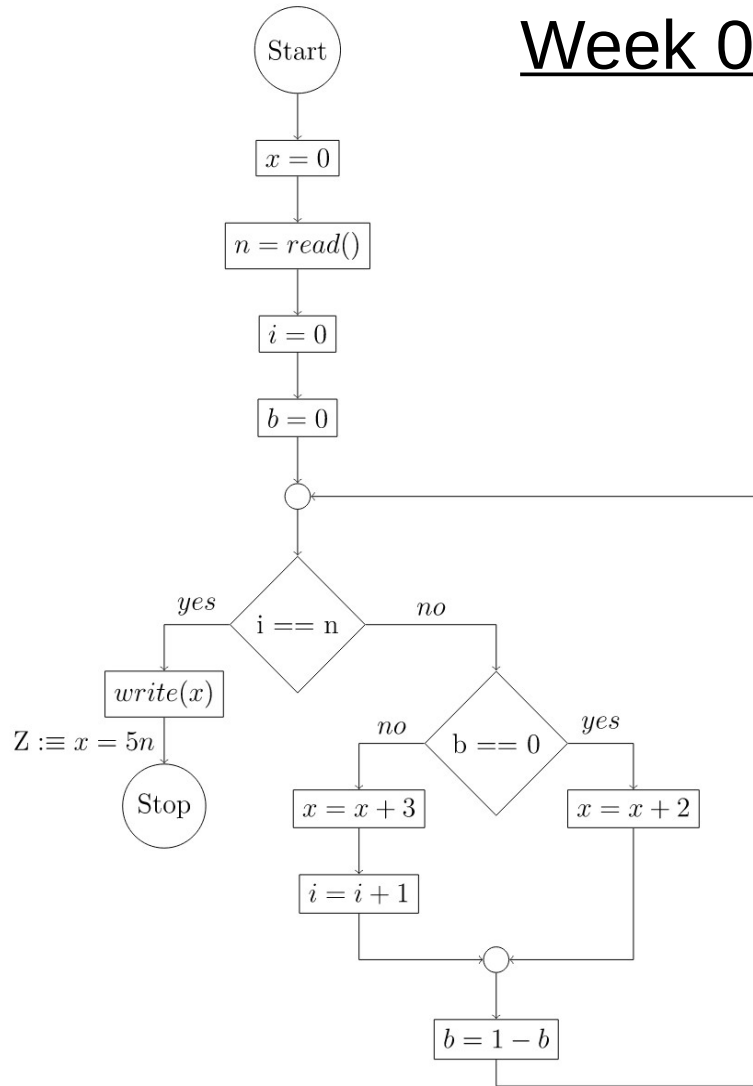 Week 0
Start
x = 0
n = read()
i = 0
b = 0
yes
i == n
no
write(x)
no
b == 0
yes
Z :≡ x = 5n
Stop
x = x + 3
x = x + 2
i = i + 1
b = 1 − b